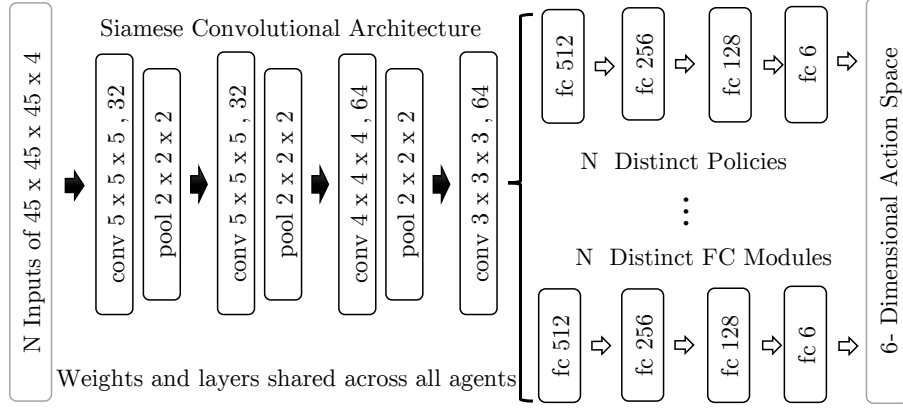 Siamese Convolutional Architecture
N Inputs of 45 x 45 x 45 x 4
conv 5 x 5 x 5 , 32
pool 2 x 2 x 2
conv 5 x 5 x 5 , 32
pool 2 x 2 x 2
conv 4 x 4 x 4 , 64
pool 2 x 2 x 2
conv 3 x 3 x 3 , 64
Weights and layers shared across all agents
fc 512
fc 256
fc 128
fc 6
N Distinct Policies
N Distinct FC Modules
fc 512
fc 256
fc 128
fc 6
6- Dimensional Action Space